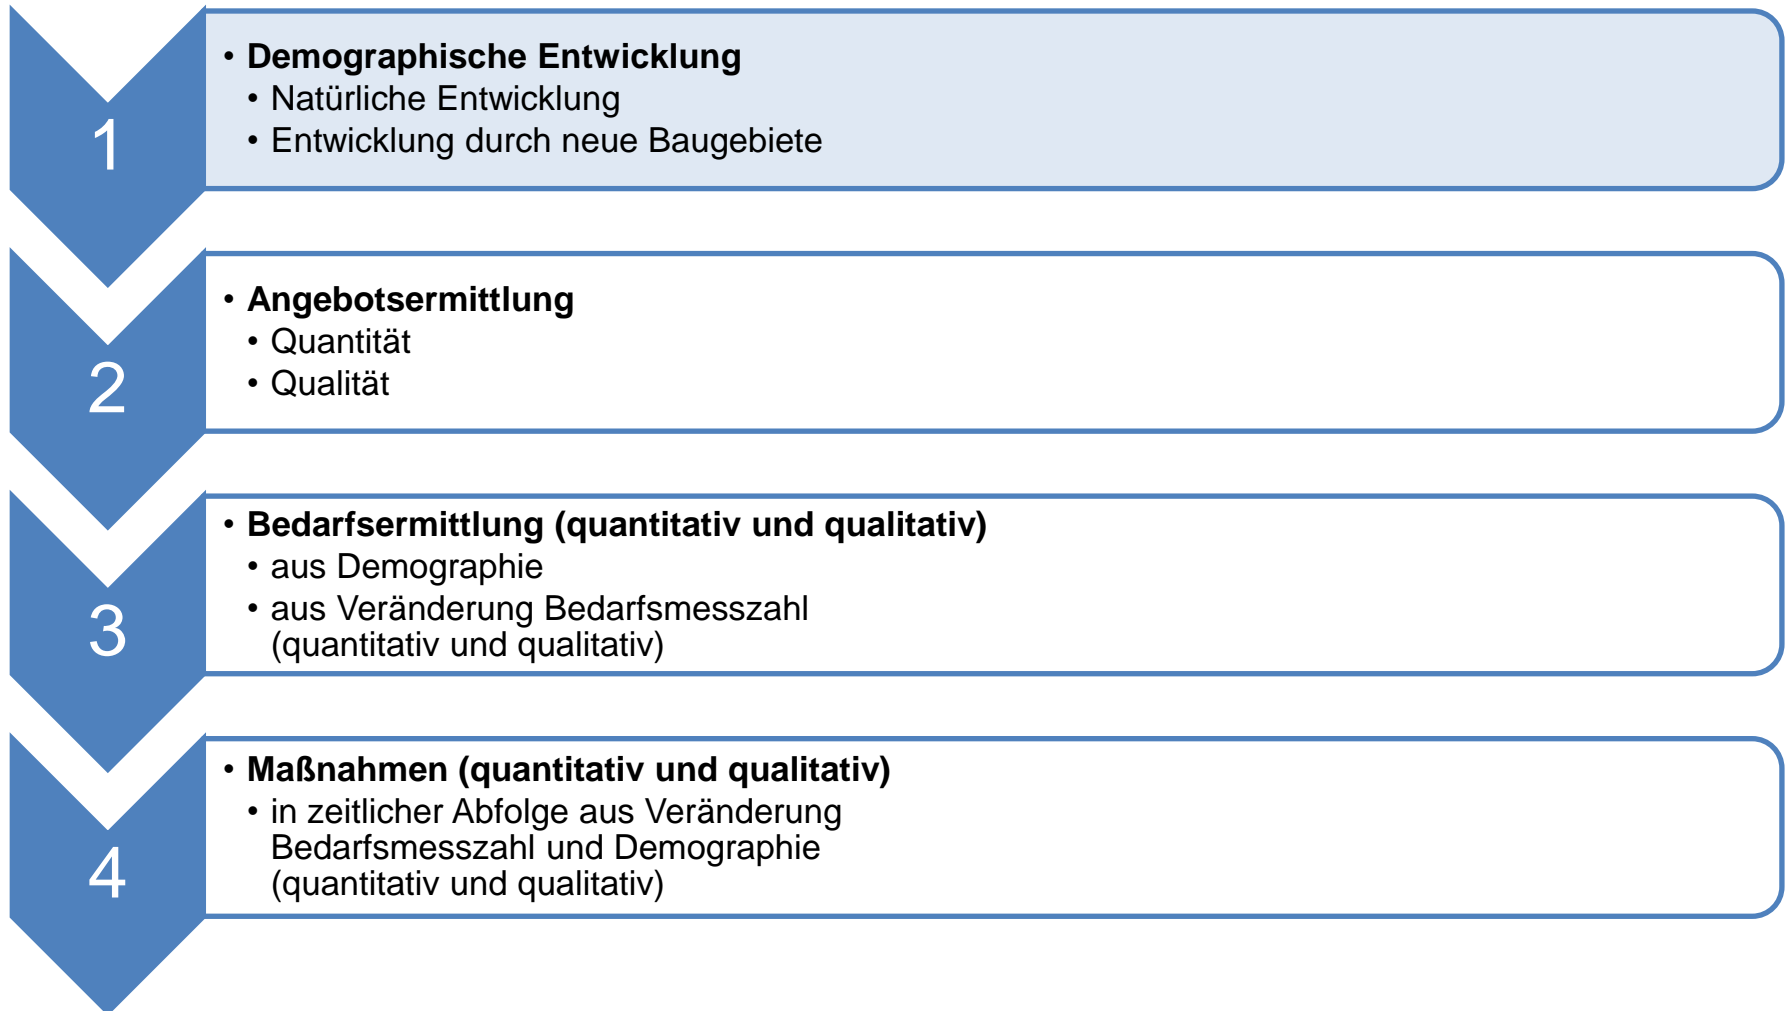 1
• Demographische Entwicklung
• Natürliche Entwicklung
• Entwicklung durch neue Baugebiete
2
• Angebotsermittlung
• Quantität
• Qualität
3
• Bedarfsermittlung (quantitativ und qualitativ)
• aus Demographie
• aus Veränderung Bedarfsmesszahl
(quantitativ und qualitativ)
4
• Maßnahmen (quantitativ und qualitativ)
• in zeitlicher Abfolge aus Veränderung
Bedarfsmesszahl und Demographie
(quantitativ und qualitativ)